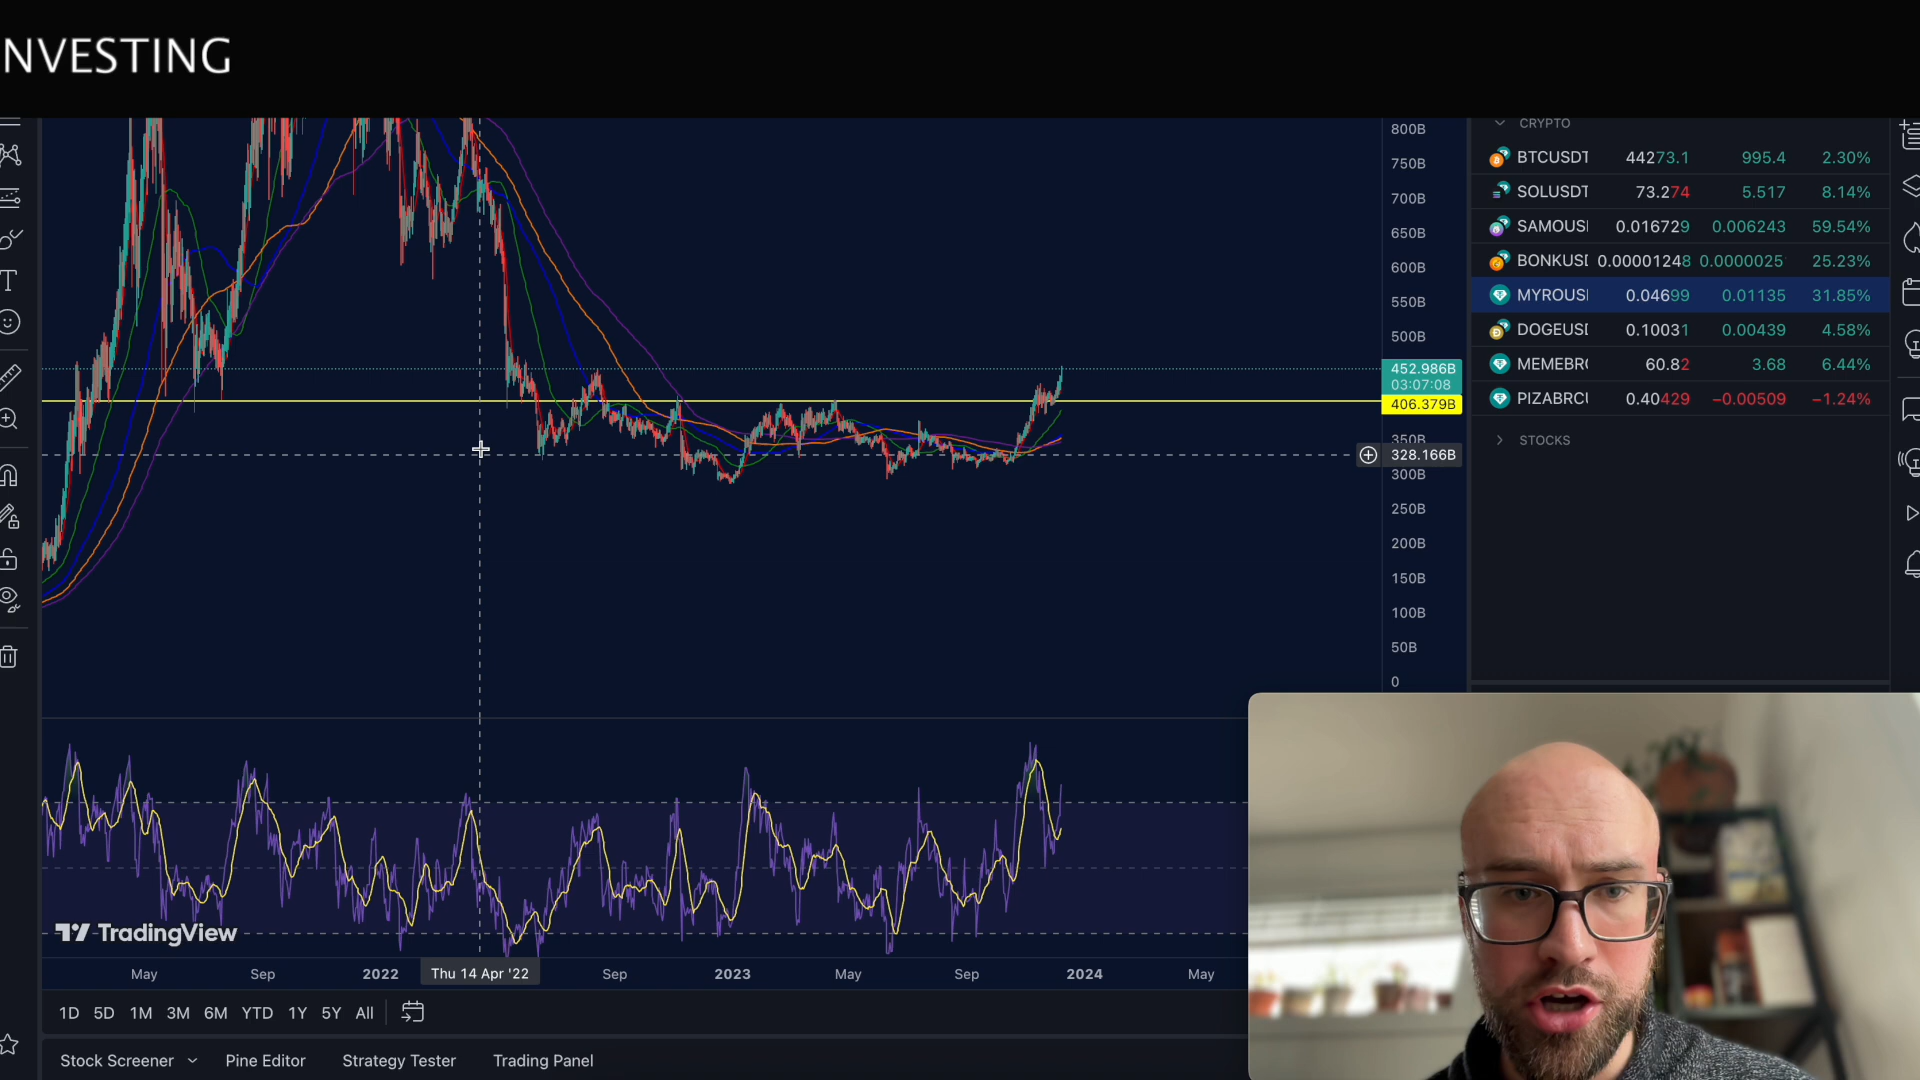 NVESTING
CRYPTO
BTCUSDT 44273.1 995.4 2.30%
SOLUSDT 73.274 5.517 8.14%
SAMOUSI 0.016729 0.006243 59.54%
BONKUSI 0.00001248 0.0000025 25.23%
MYROUSI 0.04699 0.01135 31.85%
DOGEUSI 0.10031 0.00439 4.58%
MEMEBR 60.82 3.68 6.44%
PIZABRCU 0.40429 −0.00509 −1.24%
STOCKS
800B
750B
700B
650B
600B
550B
500B
452.986B
03:07:08
406.379B
350B
328.166B
300B
250B
200B
150B
100B
50B
0
TradingView
May Sep 2022 Thu 14 Apr '22 Sep 2023 May Sep 2024 May
1D 5D 1M 3M 6M YTD 1Y 5Y All
Stock Screener Pine Editor Strategy Tester Trading Panel